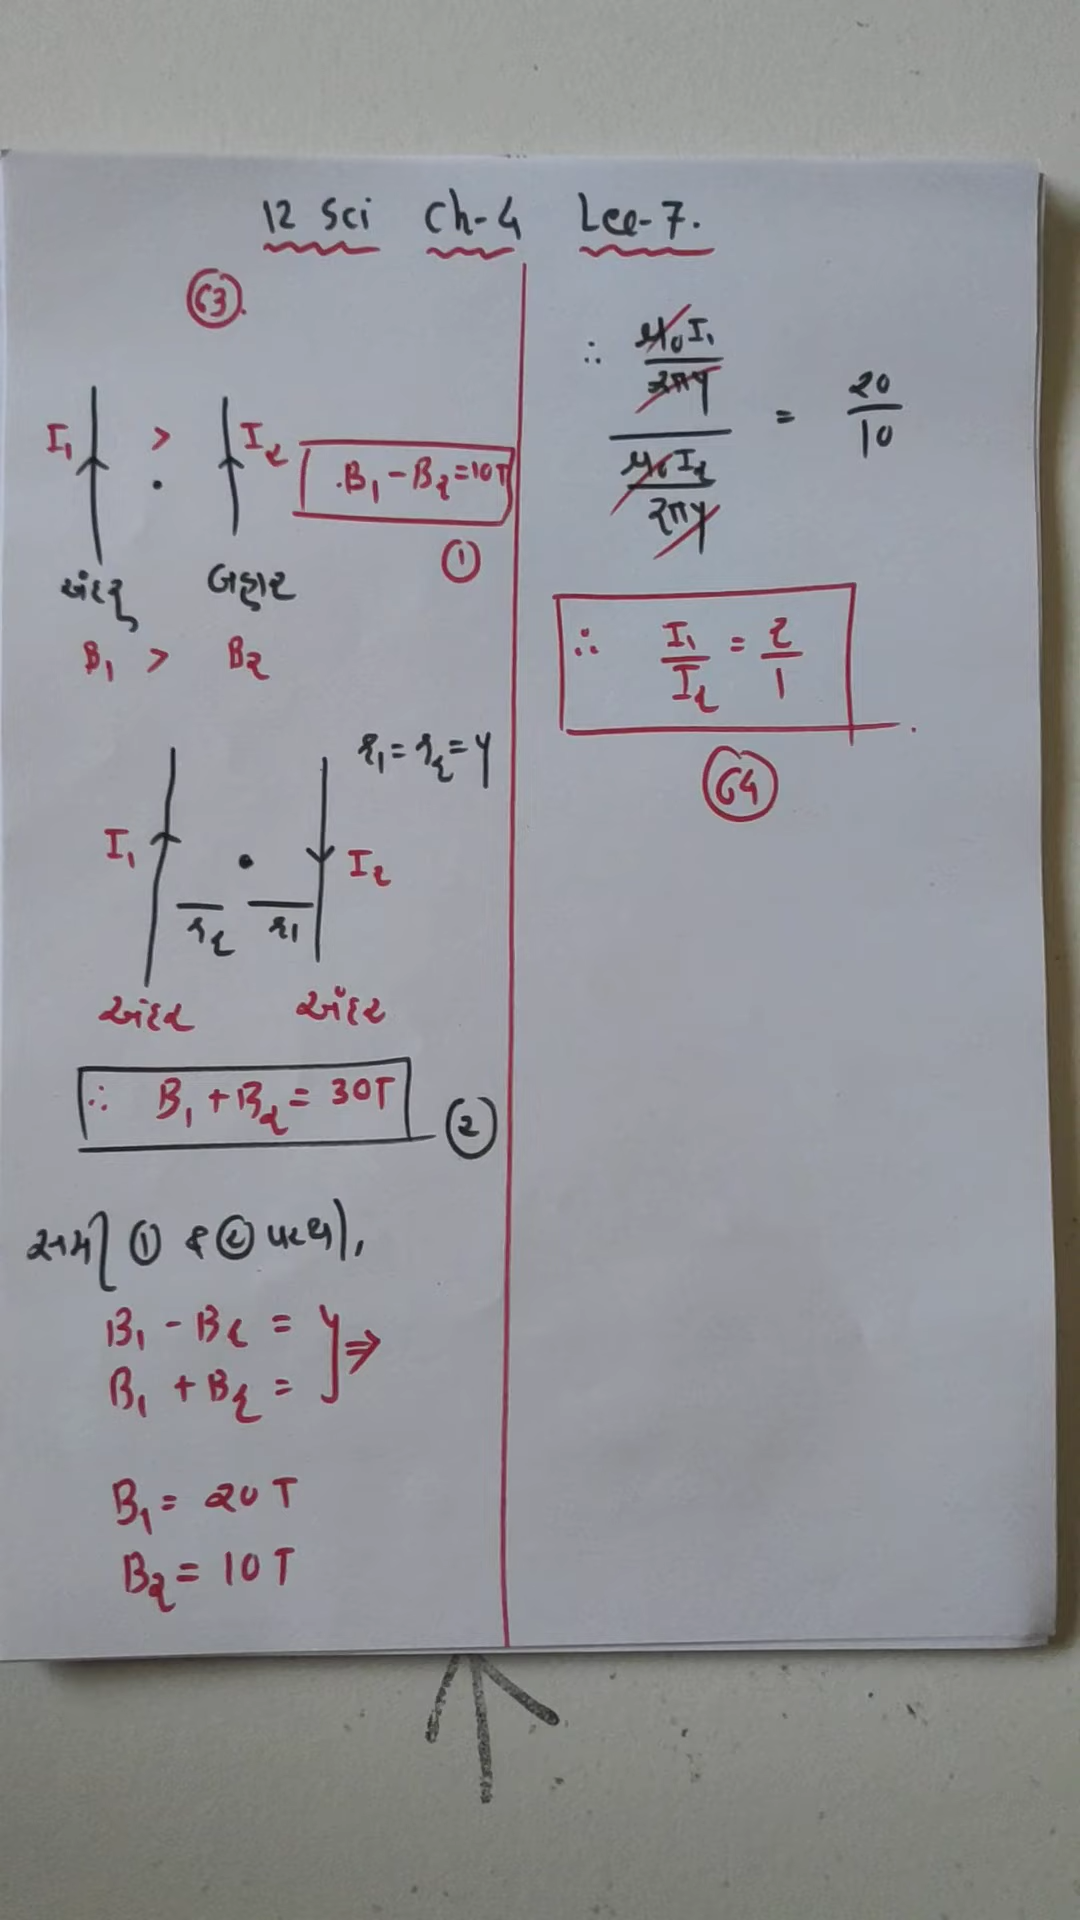 12 Sci Ch-4 Lec-7.
63.
I₁ > I₂
B₁ - B₂ = 10T
①
અંદર બહાર
B₁ > B₂
r₁ = r₂ = y
I₁ I₂
r₂ r₁
અંદર અંદર
∴ B₁ + B₂ = 30T
②
સમી ① & ② પરથી,
B₁ - B₂ =
B₁ + B₂ = } ⇒
B₁ = 20 T
B₂ = 10 T
∴ μ₀I₁
2πy
= 20/10
μ₀I₂
2πy
∴ I₁/I₂ = 2/1
64